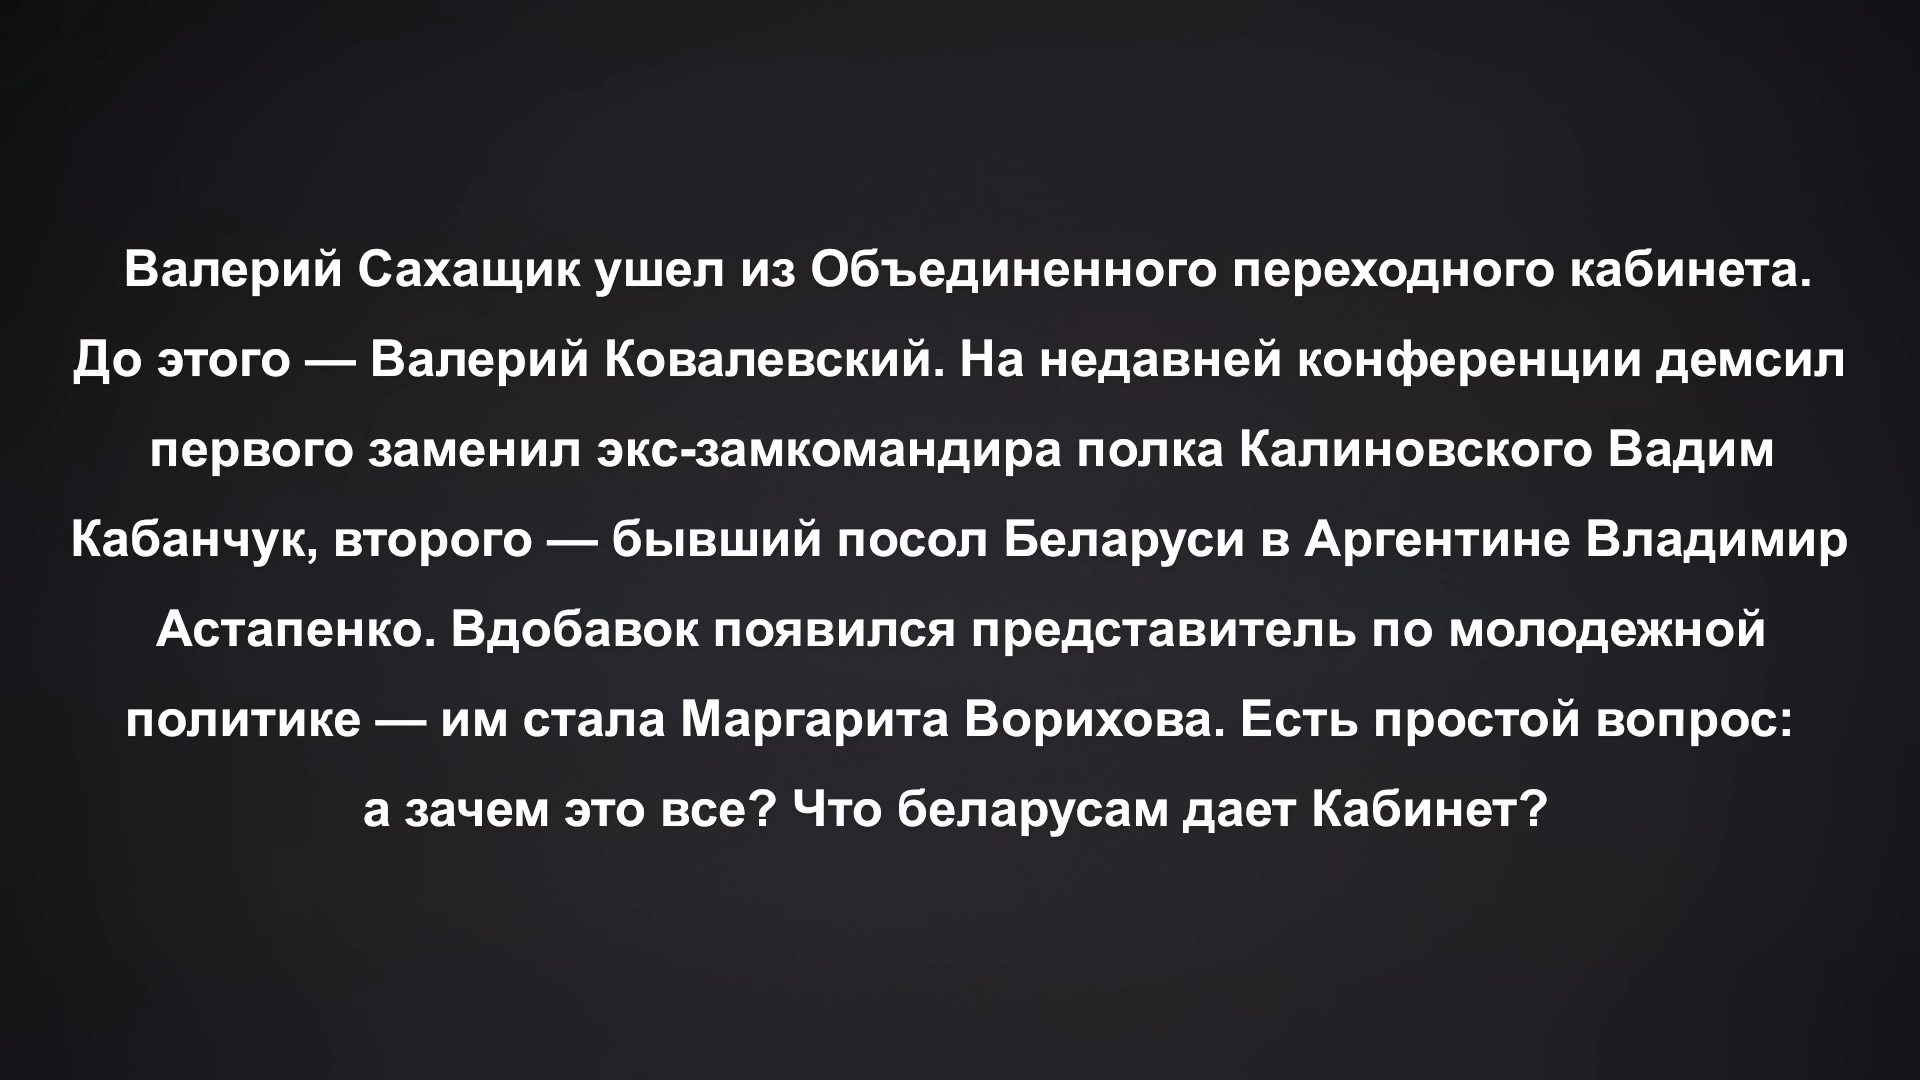 Валерий Сахащик ушел из Объединенного переходного кабинета.
До этого — Валерий Ковалевский. На недавней конференции демсил
первого заменил экс-замкомандира полка Калиновского Вадим
Кабанчук, второго — бывший посол Беларуси в Аргентине Владимир
Астапенко. Вдобавок появился представитель по молодежной
политике — им стала Маргарита Ворихова. Есть простой вопрос:
а зачем это все? Что беларусам дает Кабинет?